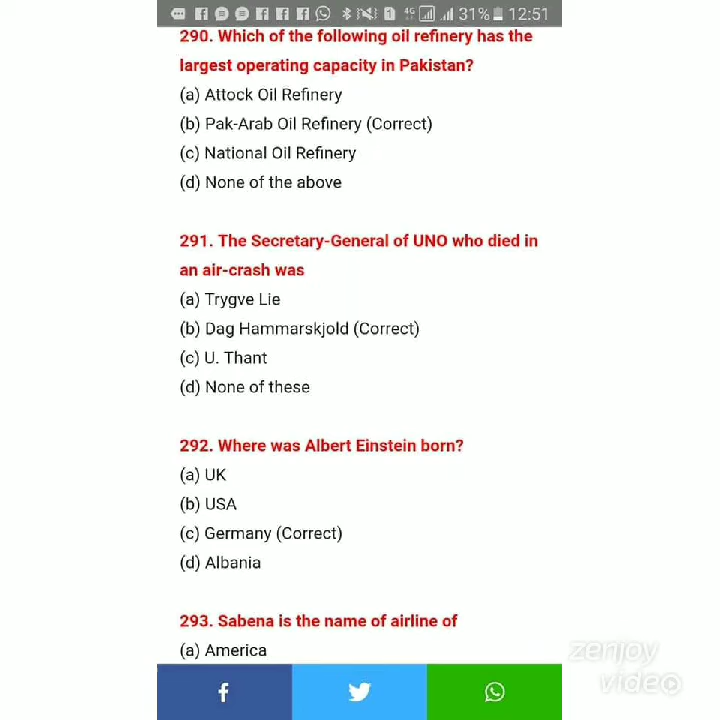 4G 31% 12:51
290. Which of the following oil refinery has the
largest operating capacity in Pakistan?
(a) Attock Oil Refinery
(b) Pak-Arab Oil Refinery (Correct)
(c) National Oil Refinery
(d) None of the above
291. The Secretary-General of UNO who died in
an air-crash was
(a) Trygve Lie
(b) Dag Hammarskjold (Correct)
(c) U. Thant
(d) None of these
292. Where was Albert Einstein born?
(a) UK
(b) USA
(c) Germany (Correct)
(d) Albania
293. Sabena is the name of airline of
(a) America
zenjoy
video